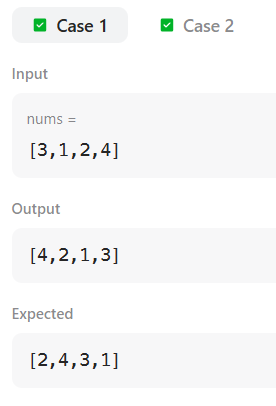 Case 1 Case 2
Input
nums =
[3,1,2,4]
Output
[4,2,1,3]
Expected
[2,4,3,1]